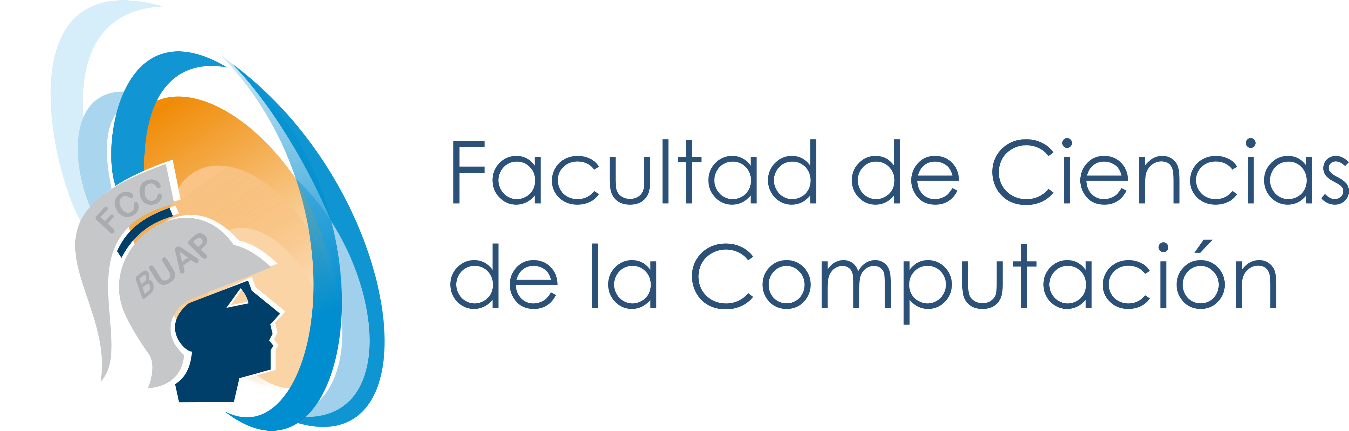 FCC
BUAP
Facultad de Ciencias
de la Computación